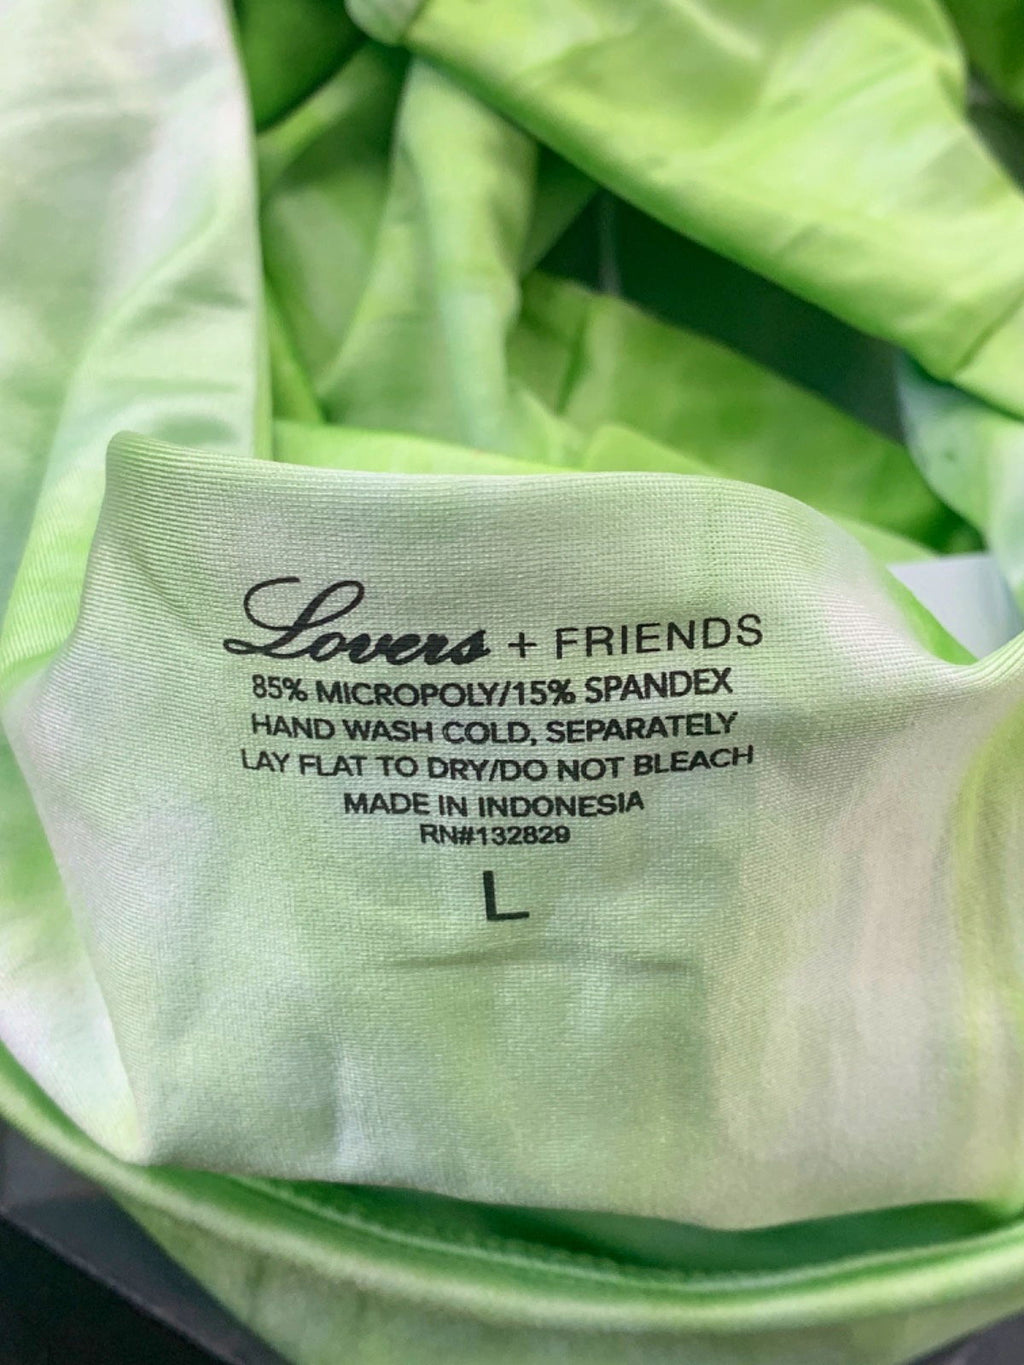 Lovers + FRIENDS
85% MICROPOLY/15% SPANDEX
HAND WASH COLD, SEPARATELY
LAY FLAT TO DRY/DO NOT BLEACH
MADE IN INDONESIA
RN#132829
L